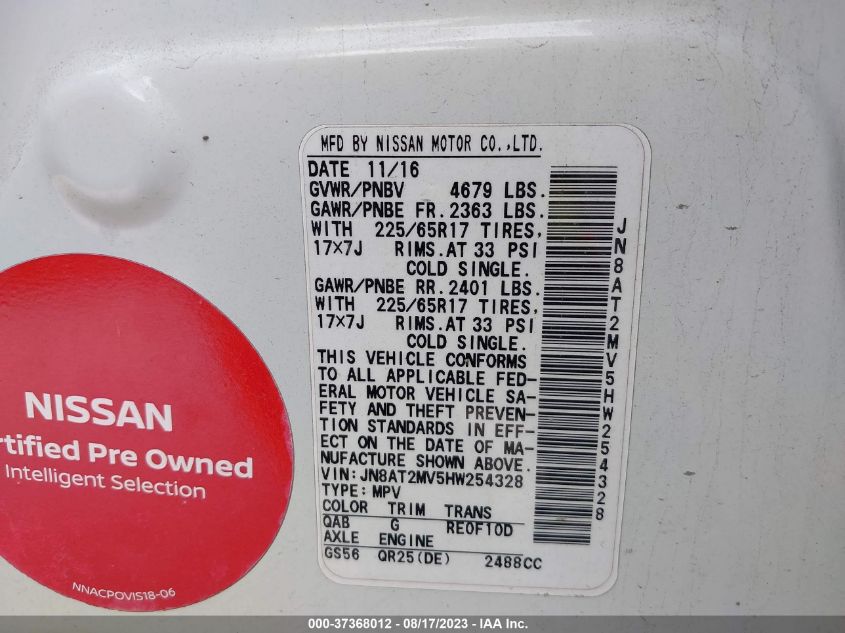 MFD BY NISSAN MOTOR CO.,LTD.
DATE 11/16
GVWR/PNBV 4679 LBS.
GAWR/PNBE FR. 2363 LBS.
WITH 225/65R17 TIRES,
17×7J RIMS.AT 33 PSI
COLD SINGLE.
GAWR/PNBE RR. 2401 LBS.
WITH 225/65R17 TIRES,
17×7J RIMS.AT 33 PSI
COLD SINGLE.
THIS VEHICLE CONFORMS
TO ALL APPLICABLE FED-
ERAL MOTOR VEHICLE SA-
FETY AND THEFT PREVEN-
TION STANDARDS IN EFF-
ECT ON THE DATE OF MA-
NUFACTURE SHOWN ABOVE.
VIN:JN8AT2MV5HW254328
TYPE:MPV
COLOR TRIM TRANS
QAB G RE0F10D
AXLE ENGINE
GS56 QR25(DE) 2488CC
JN8AT2MV5HW254328
NISSAN
rtified Pre Owned
Intelligent Selection
NNACPOVIS18-06
000-37368012 - 08/17/2023 - IAA Inc.